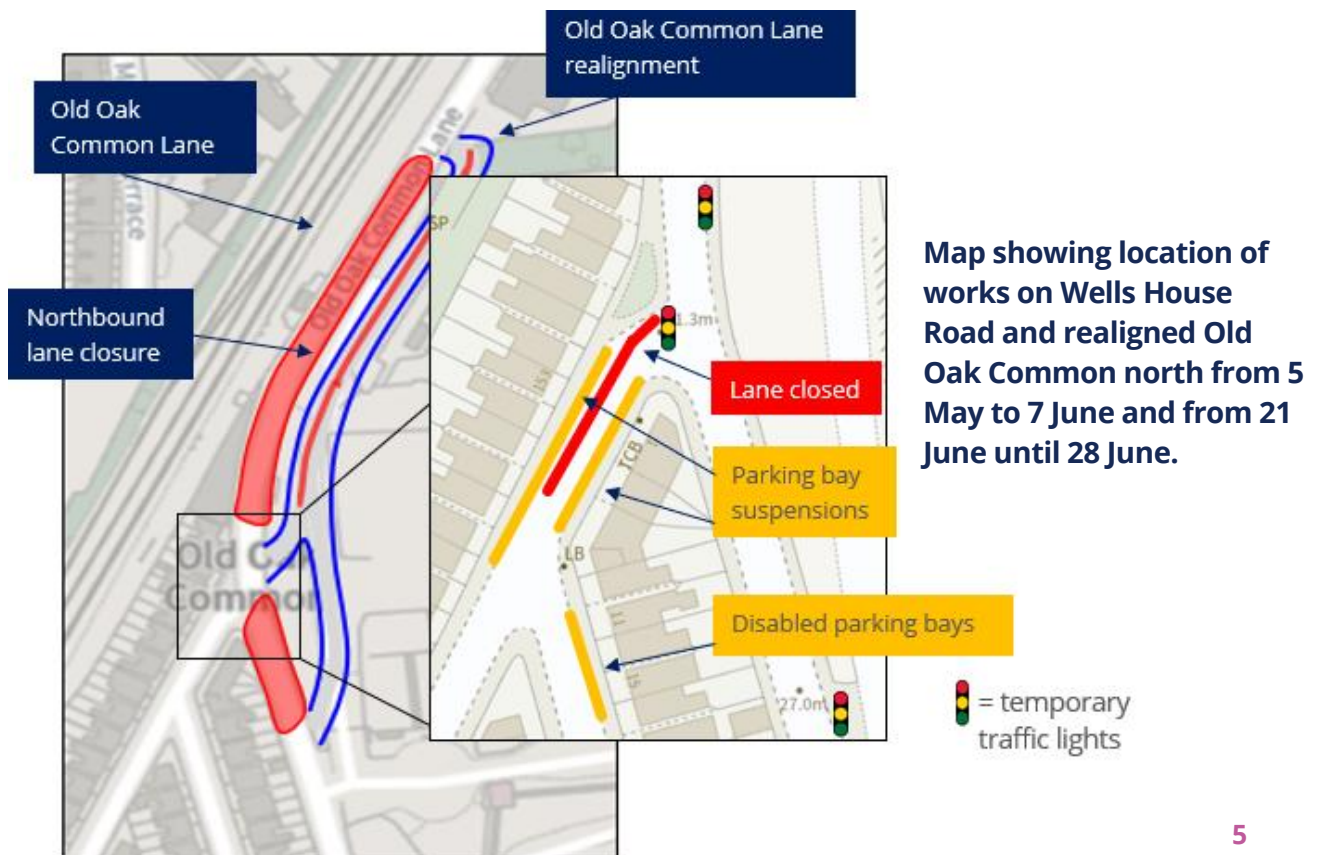 Old Oak Common Lane
realignment
Old Oak
Common Lane
Northbound
lane closure
Terrace
Old Oak Common Lane
SP
Old Oak
Common
1.3m
Lane closed
Parking bay
suspensions
TCB
LB
Disabled parking bays
27.0m
= temporary
traffic lights
Map showing location of
works on Wells House
Road and realigned Old
Oak Common north from 5
May to 7 June and from 21
June until 28 June.
5